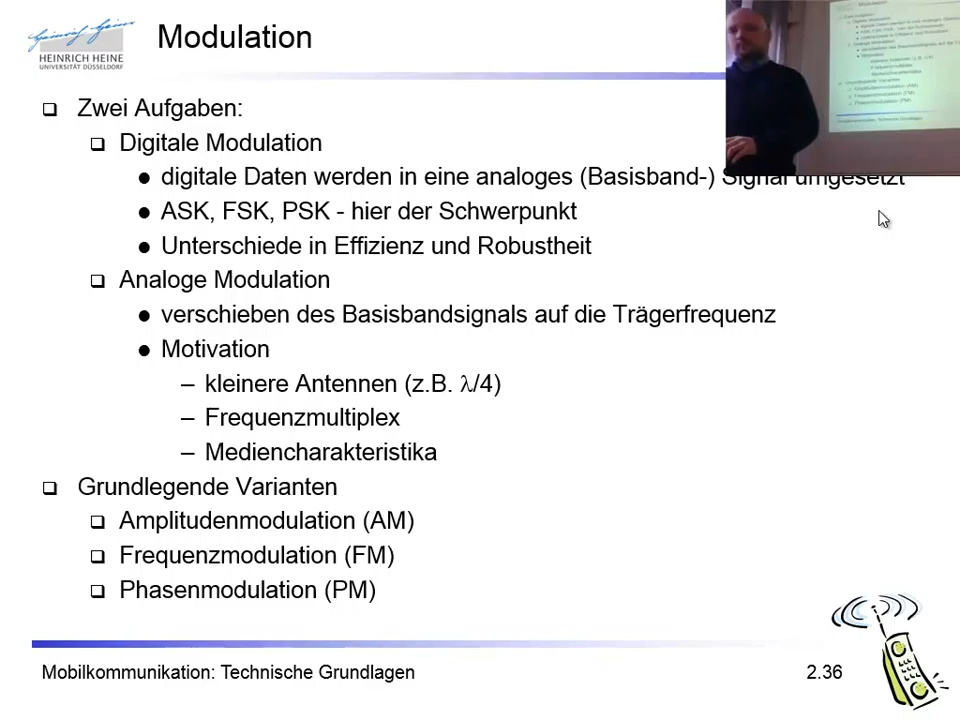 Heinrich Heine
HEINRICH HEINE
UNIVERSITÄT DÜSSELDORF
Modulation
Zwei Aufgaben:
Digitale Modulation
digitale Daten werden in eine analoges (Basisband-) Signal umgesetzt
ASK, FSK, PSK - hier der Schwerpunkt
Unterschiede in Effizienz und Robustheit
Analoge Modulation
verschieben des Basisbandsignals auf die Trägerfrequenz
Motivation
– kleinere Antennen (z.B. λ/4)
– Frequenzmultiplex
– Mediencharakteristika
Grundlegende Varianten
Amplitudenmodulation (AM)
Frequenzmodulation (FM)
Phasenmodulation (PM)
Mobilkommunikation: Technische Grundlagen
2.36